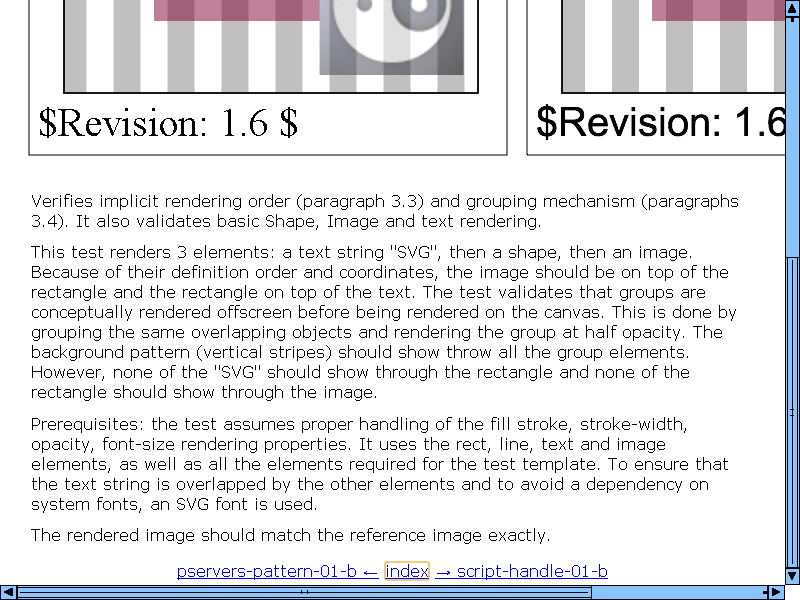 $Revision: 1.6 $
$Revision: 1.6
Verifies implicit rendering order (paragraph 3.3) and grouping mechanism (paragraphs
3.4). It also validates basic Shape, Image and text rendering.
This test renders 3 elements: a text string "SVG", then a shape, then an image.
Because of their definition order and coordinates, the image should be on top of the
rectangle and the rectangle on top of the text. The test validates that groups are
conceptually rendered offscreen before being rendered on the canvas. This is done by
grouping the same overlapping objects and rendering the group at half opacity. The
background pattern (vertical stripes) should show throw all the group elements.
However, none of the "SVG" should show through the rectangle and none of the
rectangle should show through the image.
Prerequisites: the test assumes proper handling of the fill stroke, stroke-width,
opacity, font-size rendering properties. It uses the rect, line, text and image
elements, as well as all the elements required for the test template. To ensure that
the text string is overlapped by the other elements and to avoid a dependency on
system fonts, an SVG font is used.
The rendered image should match the reference image exactly.
pservers-pattern-01-b ← index → script-handle-01-b